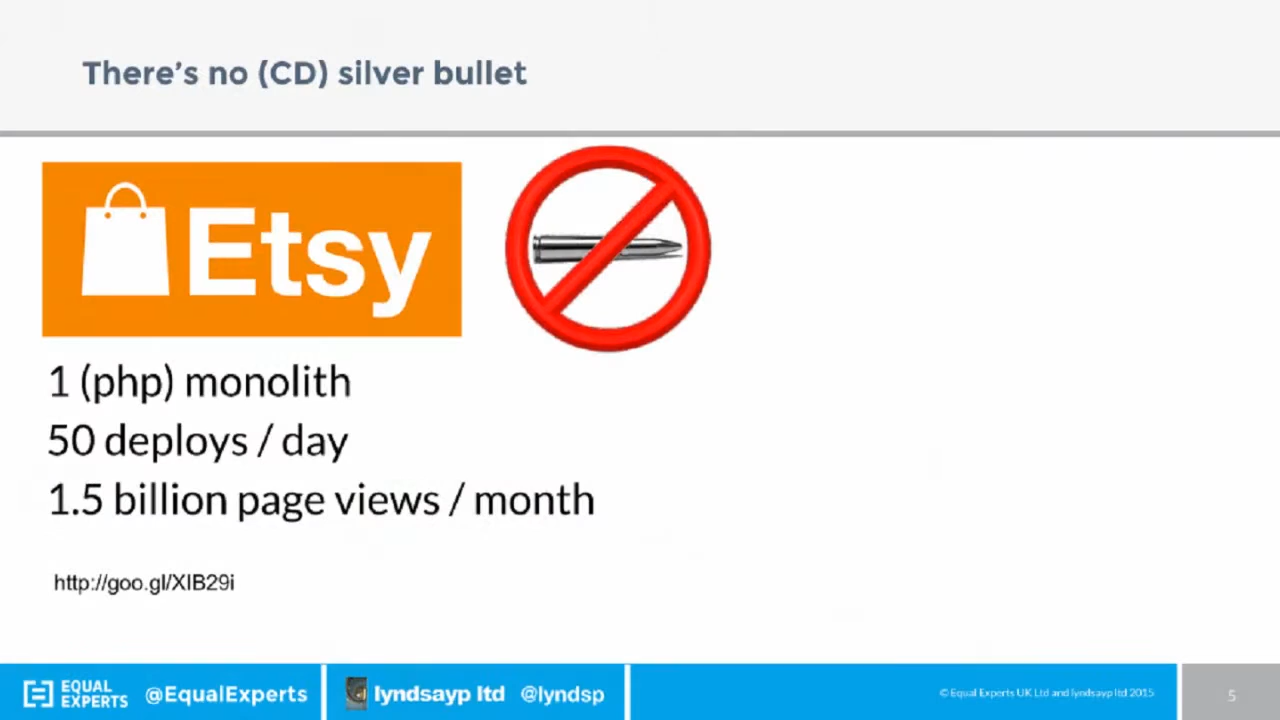 There's no (CD) silver bullet
Etsy
1 (php) monolith
50 deploys / day
1.5 billion page views / month
http://goo.gl/XIB29i
EQUAL
EXPERTS
@EqualExperts
lyndsayp ltd @lyndsp
© Equal Experts UK Ltd and lyndsayp ltd 2015
5